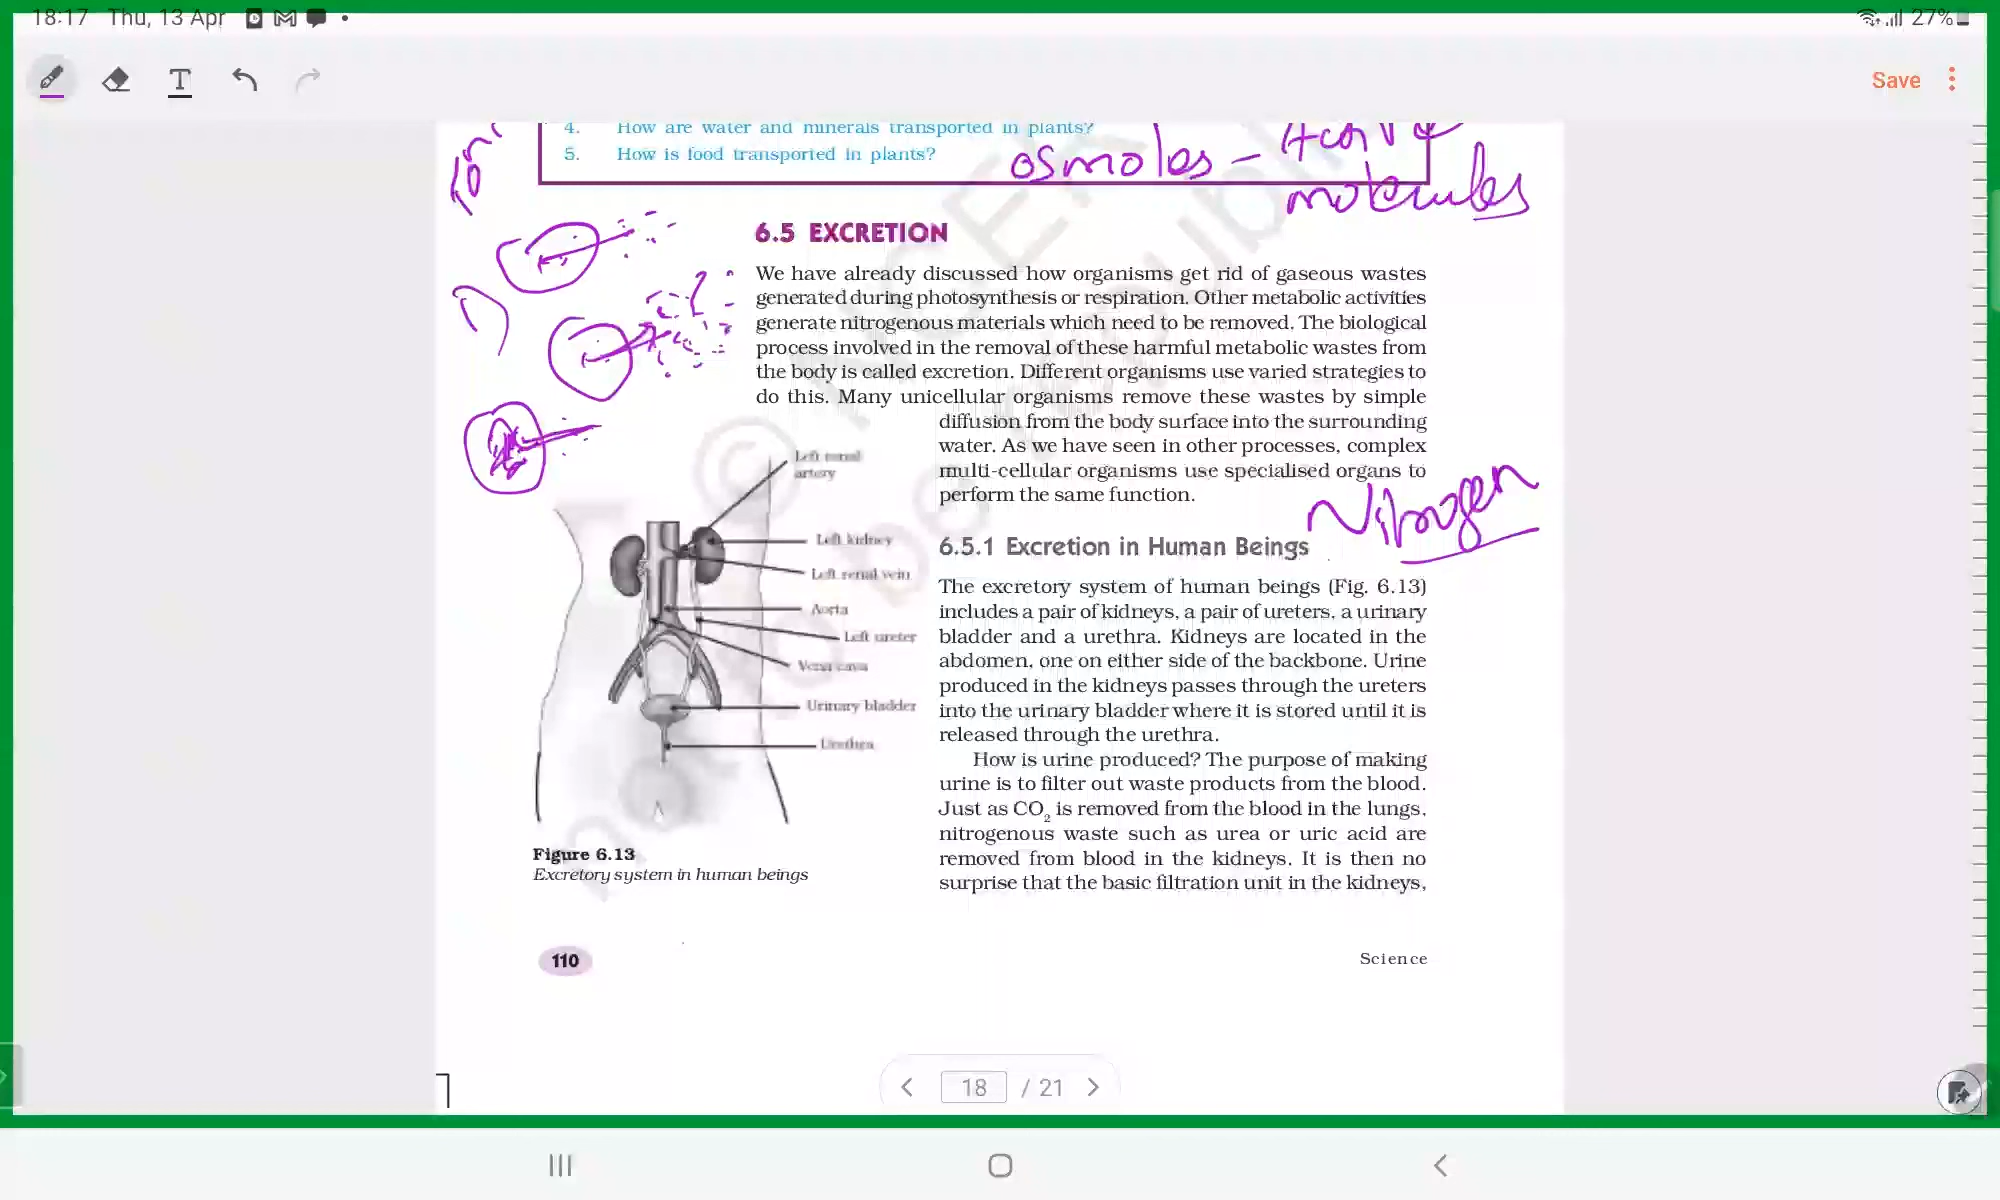 18:17 Thu, 13 Apr
27%
Save
4. How are water and minerals transported in plants?
5. How is food transported in plants?
osmoles - Active
molecules
6.5 EXCRETION
We have already discussed how organisms get rid of gaseous wastes
generated during photosynthesis or respiration. Other metabolic activities
generate nitrogenous materials which need to be removed. The biological
process involved in the removal of these harmful metabolic wastes from
the body is called excretion. Different organisms use varied strategies to
do this. Many unicellular organisms remove these wastes by simple
diffusion from the body surface into the surrounding
water. As we have seen in other processes, complex
multi-cellular organisms use specialised organs to
perform the same function.
Nitrogen
6.5.1 Excretion in Human Beings
The excretory system of human beings (Fig. 6.13)
includes a pair of kidneys, a pair of ureters, a urinary
bladder and a urethra. Kidneys are located in the
abdomen, one on either side of the backbone. Urine
produced in the kidneys passes through the ureters
into the urinary bladder where it is stored until it is
released through the urethra.
How is urine produced? The purpose of making
urine is to filter out waste products from the blood.
Just as CO₂ is removed from the blood in the lungs,
nitrogenous waste such as urea or uric acid are
removed from blood in the kidneys. It is then no
surprise that the basic filtration unit in the kidneys,
Left renal
artery
Left kidney
Left renal vein
Aorta
Left ureter
Vena cava
Urinary bladder
Urethra
Figure 6.13
Excretory system in human beings
110
Science
18 / 21